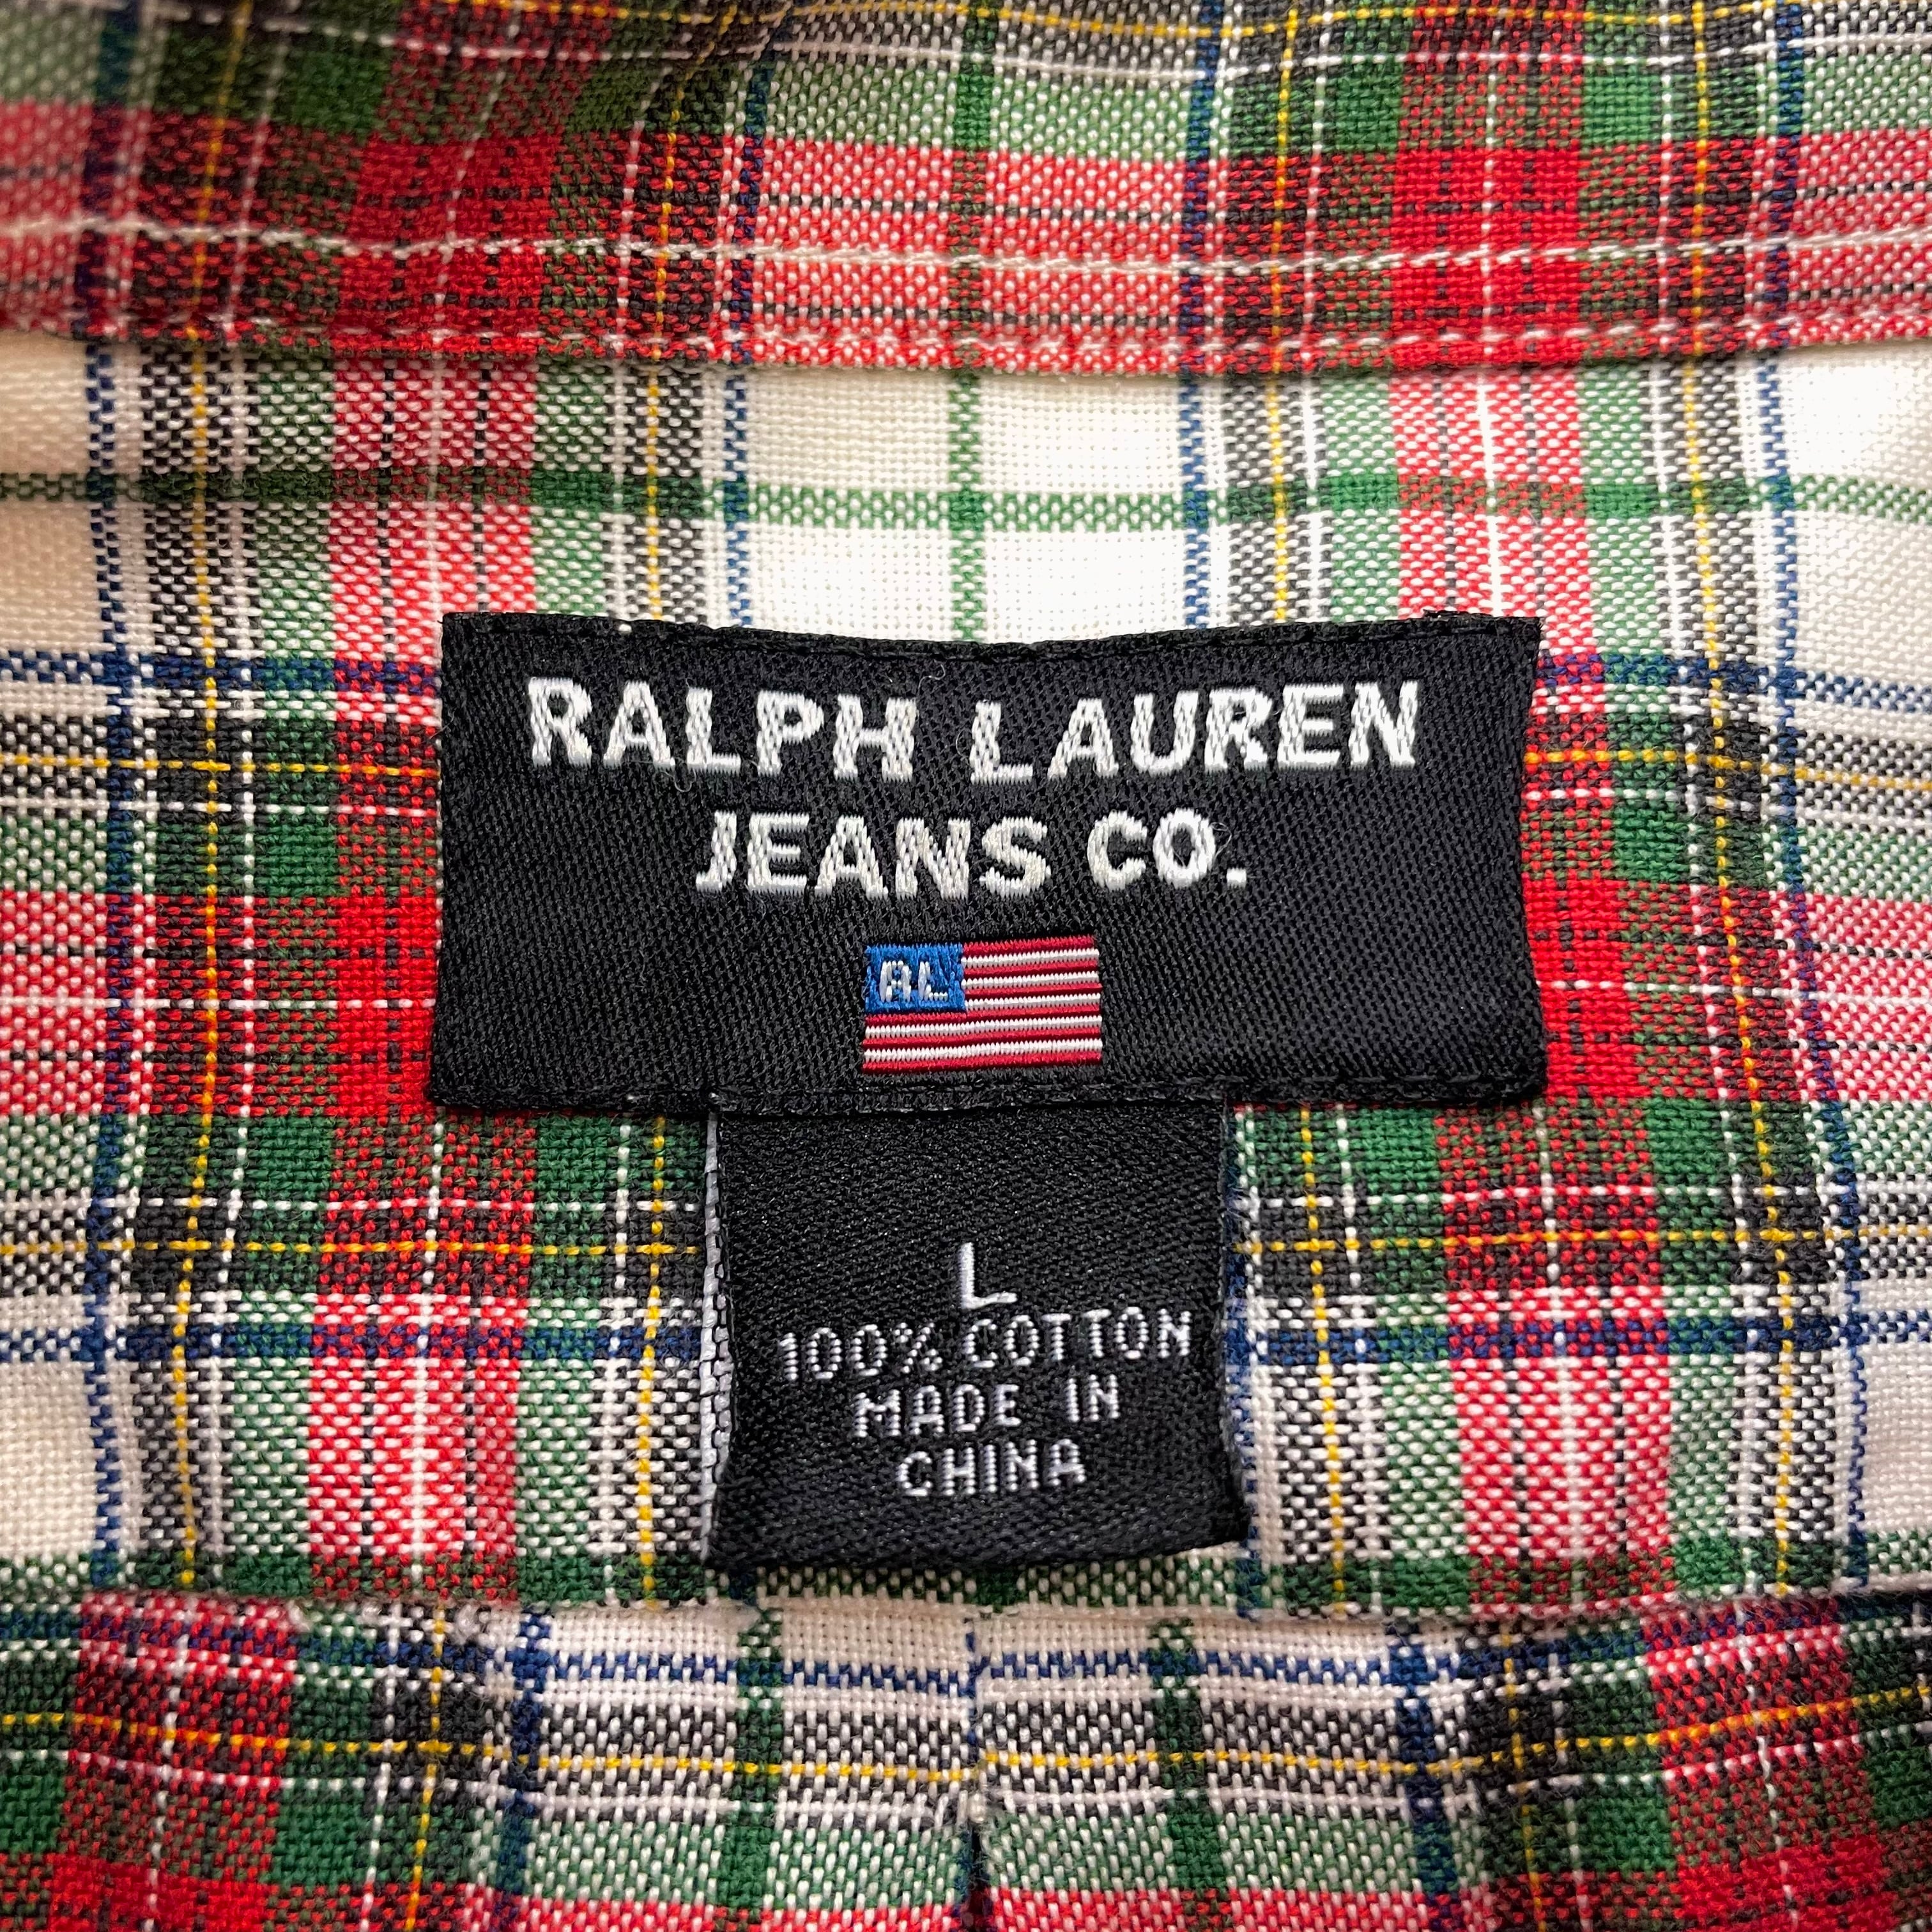 RALPH LAUREN
JEANS CO.
RL
L
100% COTTON
MADE IN
CHINA